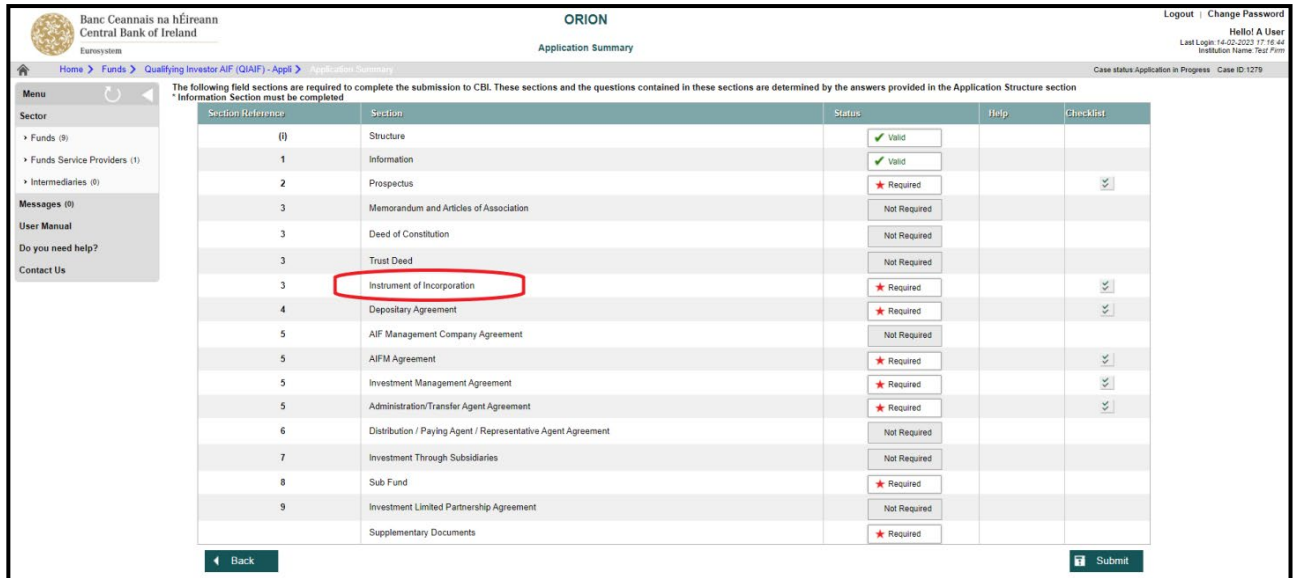 Banc Ceannais na hÉireann
Central Bank of Ireland
Eurosystem
ORION
Application Summary
Logout | Change Password
Hello! A User
Last Login:14-02-2023 17:16:44
Institution Name:Test Firm
Home > Funds > Qualifying Investor AIF (QIAIF) - Appli > Application Summary
Case status:Application in Progress Case ID:1279
Menu
Sector
Funds (9)
Funds Service Providers (1)
Intermediaries (0)
Messages (0)
User Manual
Do you need help?
Contact Us
The following field sections are required to complete the submission to CBI. These sections and the questions contained in these sections are determined by the answers provided in the Application Structure section
* Information Section must be completed
Section Reference Section Status Help Checklist
(i) Structure Valid
1 Information Valid
2 Prospectus Required
3 Memorandum and Articles of Association Not Required
3 Deed of Constitution Not Required
3 Trust Deed Not Required
3 Instrument of Incorporation Required
4 Depositary Agreement Required
5 AIF Management Company Agreement Not Required
5 AIFM Agreement Required
5 Investment Management Agreement Required
5 Administration/Transfer Agent Agreement Required
6 Distribution / Paying Agent / Representative Agent Agreement Not Required
7 Investment Through Subsidiaries Not Required
8 Sub Fund Required
9 Investment Limited Partnership Agreement Not Required
Supplementary Documents Required
Back
Submit